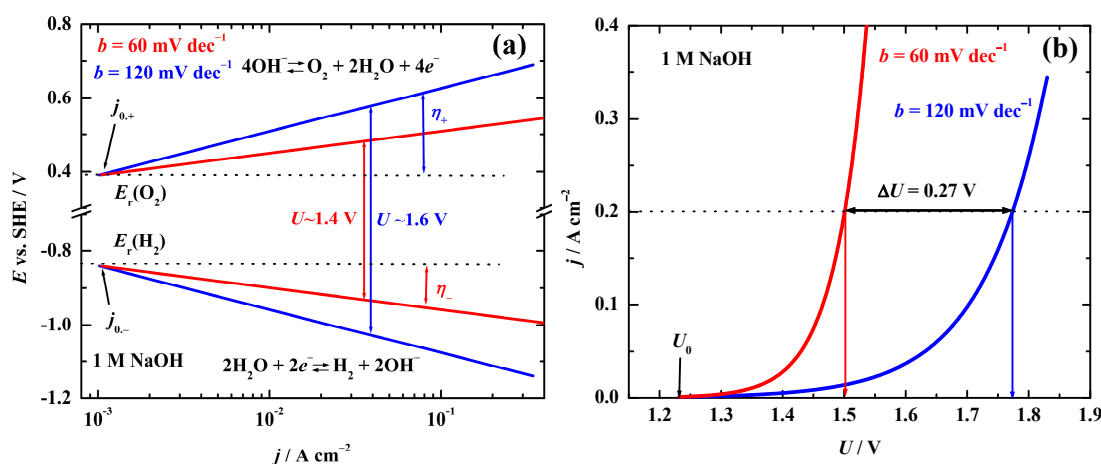 (a)
b = 60 mV dec⁻¹
b = 120 mV dec⁻¹
4OH⁻ ⇄ O₂ + 2H₂O + 4e⁻
j₀,₊
η₊
Eᵣ(O₂)
U~1.4 V
U ~1.6 V
Eᵣ(H₂)
η₋
j₀,₋
1 M NaOH
2H₂O + 2e⁻ ⇄ H₂ + 2OH⁻
E vs. SHE / V
0.8
0.6
0.4
-0.8
-1.0
-1.2
10⁻³
10⁻²
10⁻¹
j / A cm⁻²
(b)
1 M NaOH
b = 60 mV dec⁻¹
b = 120 mV dec⁻¹
ΔU = 0.27 V
U₀
j / A cm⁻²
0.4
0.3
0.2
0.1
0.0
1.2
1.3
1.4
1.5
1.6
1.7
1.8
1.9
U / V